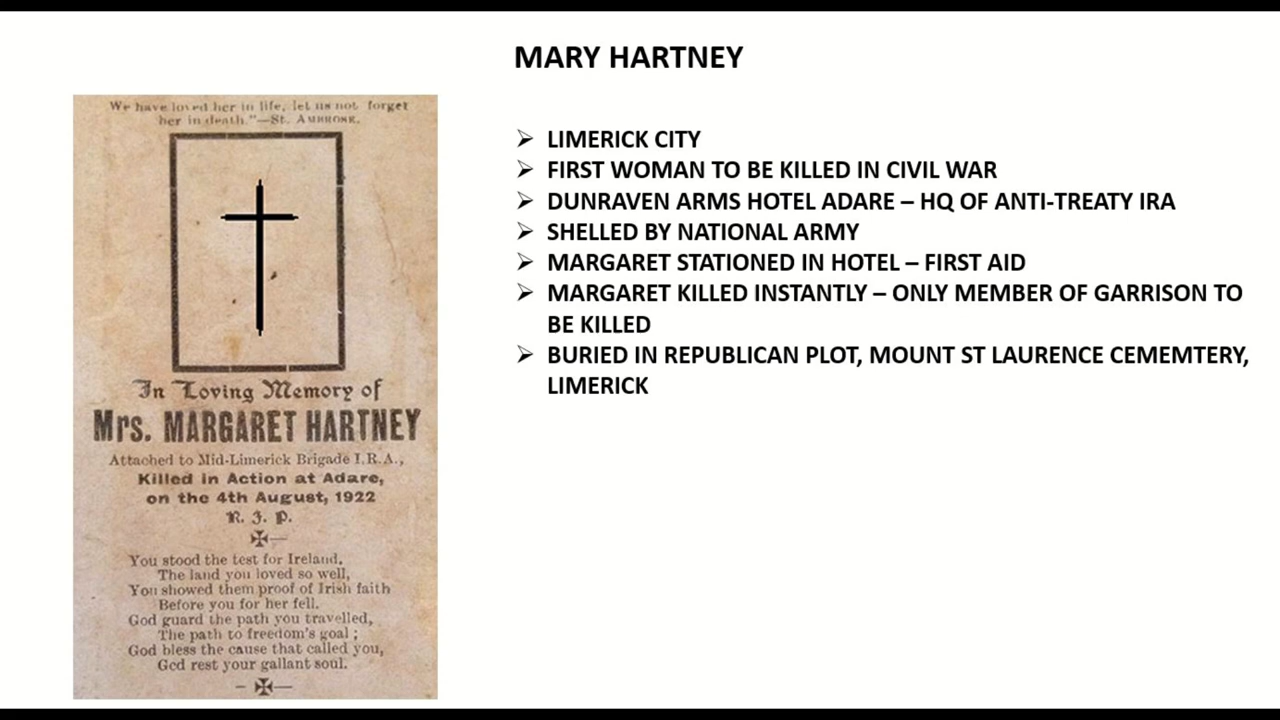 MARY HARTNEY
We have loved her in life, let us not forget
her in death."—St. AMBROSE.
In Loving Memory of
Mrs. MARGARET HARTNEY
Attached to Mid-Limerick Brigade I.R.A.,
Killed in Action at Adare,
on the 4th August, 1922
R. I. P.
You stood the test for Ireland,
The land you loved so well,
You showed them proof of Irish faith
Before you for her fell.
God guard the path you travelled,
The path to freedom's goal ;
God bless the cause that called you,
God rest your gallant soul.
➢ LIMERICK CITY
➢ FIRST WOMAN TO BE KILLED IN CIVIL WAR
➢ DUNRAVEN ARMS HOTEL ADARE – HQ OF ANTI-TREATY IRA
➢ SHELLED BY NATIONAL ARMY
➢ MARGARET STATIONED IN HOTEL – FIRST AID
➢ MARGARET KILLED INSTANTLY – ONLY MEMBER OF GARRISON TO
BE KILLED
➢ BURIED IN REPUBLICAN PLOT, MOUNT ST LAURENCE CEMEMTERY,
LIMERICK